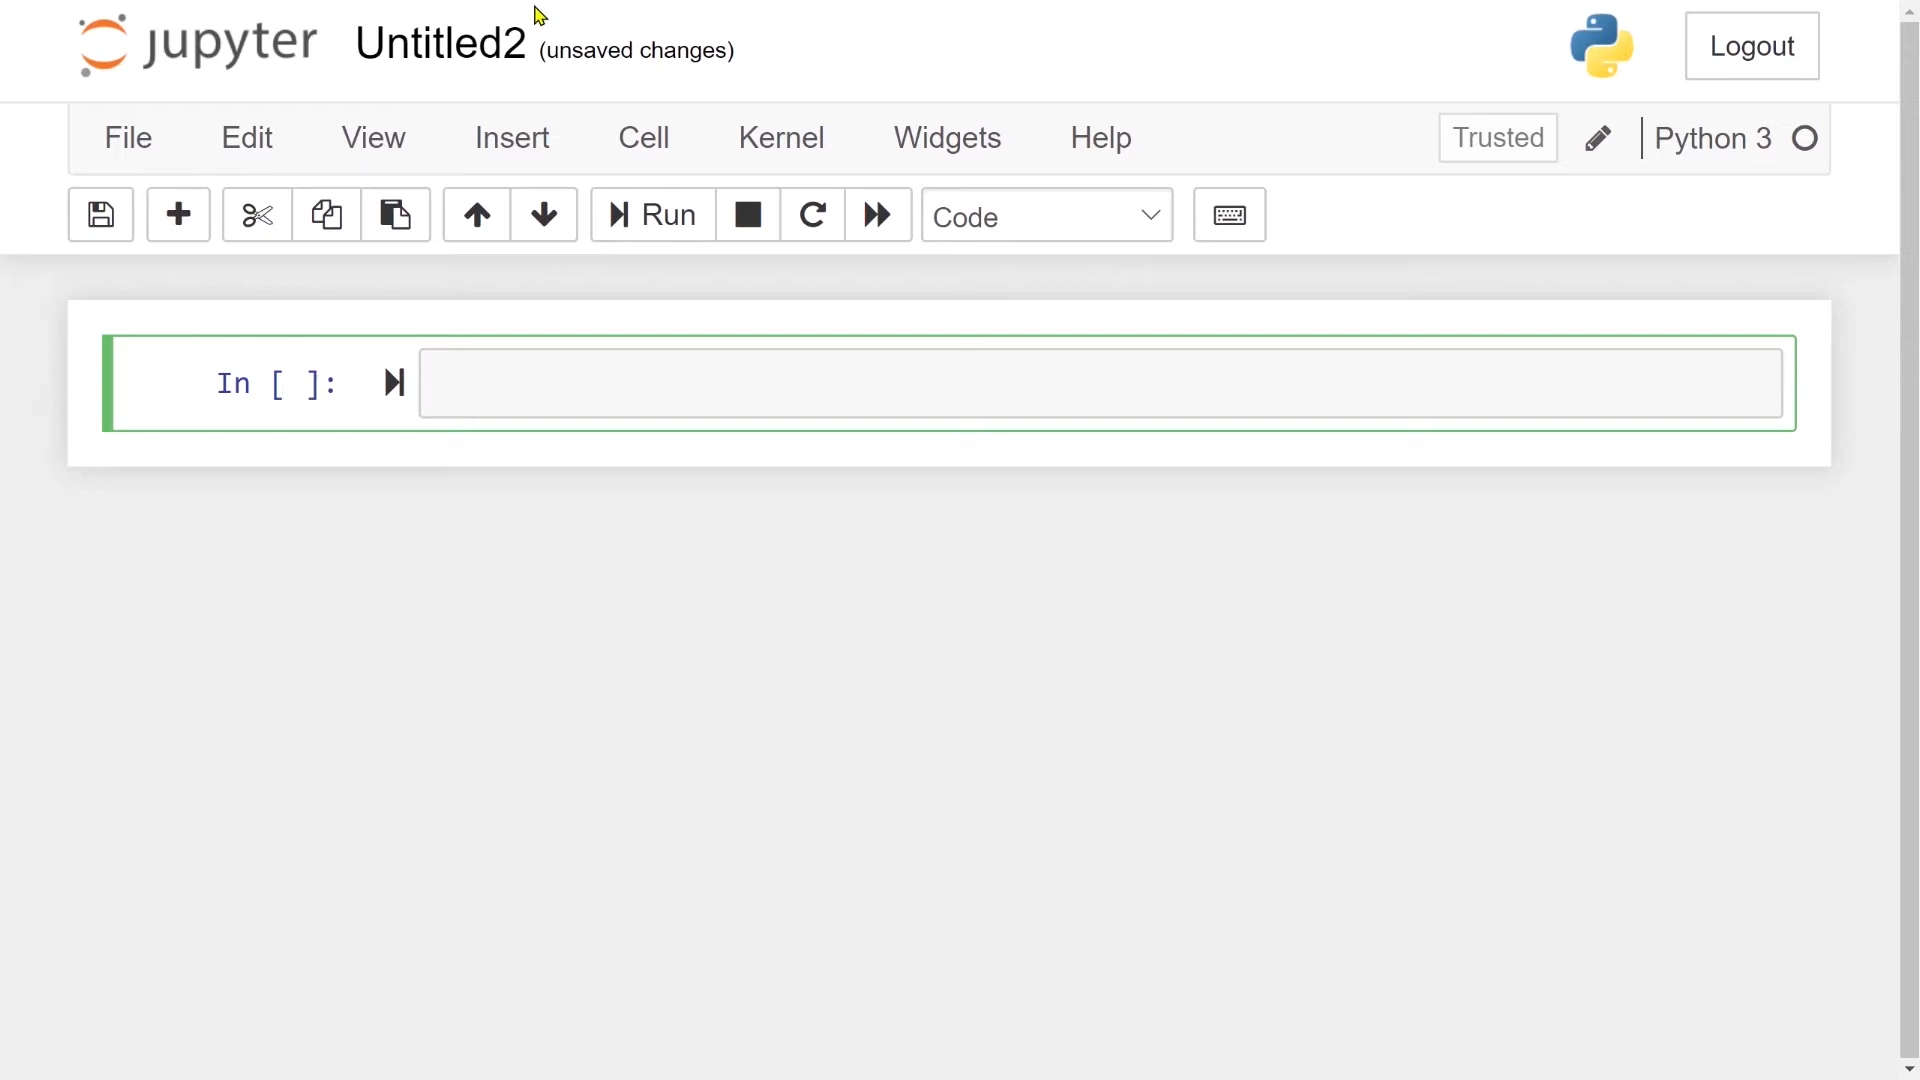 jupyter Untitled2 (unsaved changes) Logout
File Edit View Insert Cell Kernel Widgets Help Trusted Python 3
Run Code
In [ ]: